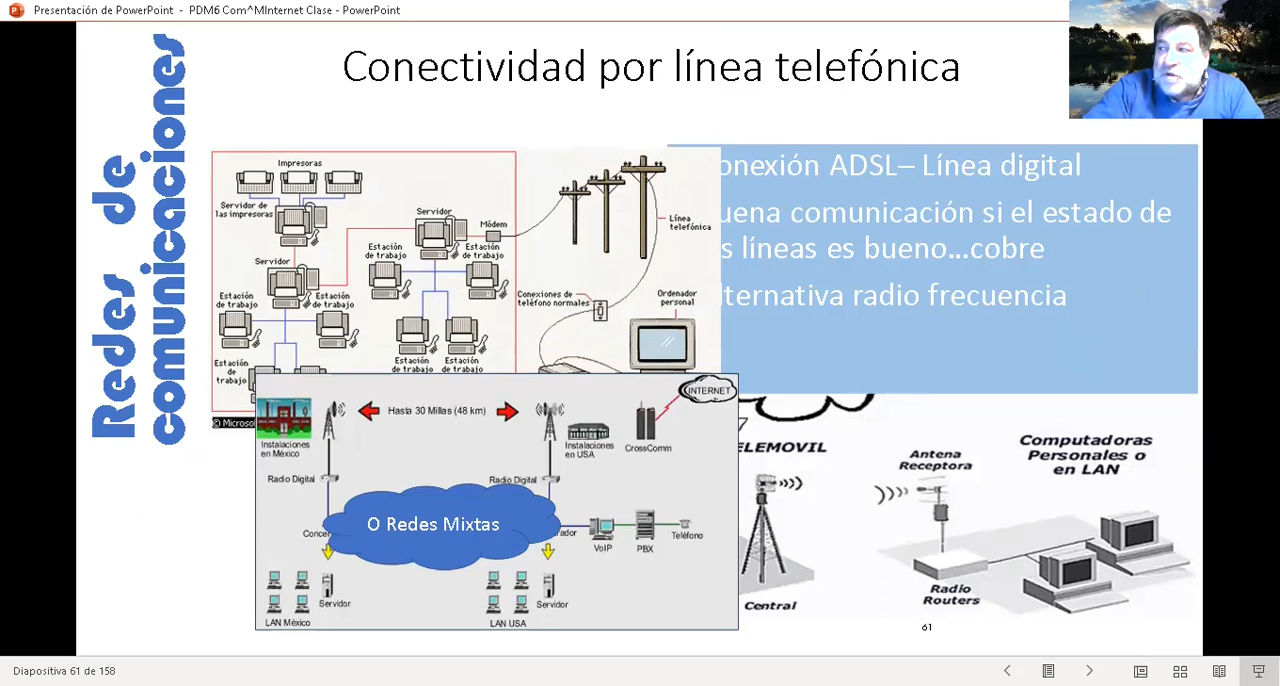 Presentación de PowerPoint - PDM6 Com^MInternet Clase - PowerPoint
Redes de
comunicaciones
Conectividad por línea telefónica
Impresoras
Servidor de
las impresoras
Servidor
Módem
Línea
telefónica
Estación
de trabajo
Estación
de trabajo
Servidor
Estación
de trabajo
Estación
de trabajo
Conexiones de
teléfono normales
Ordenador
personal
Estación
de trabajo
Estación
de trabajo
Estación
de
trabajo
© Microso
onexión ADSL– Línea digital
uena comunicación si el estado de
s líneas es bueno...cobre
lternativa radio frecuencia
INTERNET
Hasta 30 Millas (48 km)
Instalaciones
en México
Instalaciones
en USA
CrossComm
Radio Digital
Radio Digital
O Redes Mixtas
Conce
ador
VoIP
PBX
Teléfono
Servidor
Servidor
LAN México
LAN USA
ELEMOVIL
Central
Antena
Receptora
Computadoras
Personales o
en LAN
Radio
Routers
61
Diapositiva 61 de 158